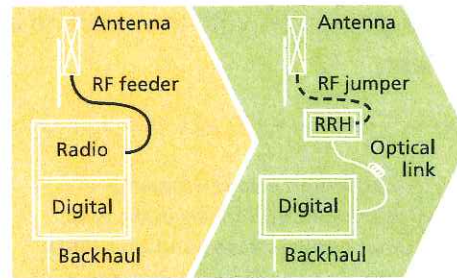 Antenna
RF feeder
Radio
Digital
Backhaul
Antenna
RF jumper
RRH
Optical
link
Digital
Backhaul